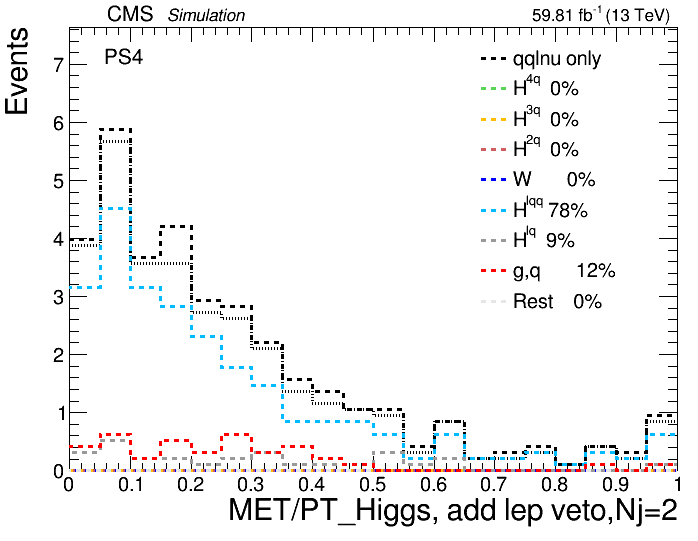 CMS Simulation 59.81 fb⁻¹ (13 TeV)
Events
PS4
qqlnu only
H⁴q 0%
H³q 0%
H²q 0%
W 0%
H^lqq 78%
H^lq 9%
g,q 12%
Rest 0%
7
6
5
4
3
2
1
0
0 0.1 0.2 0.3 0.4 0.5 0.6 0.7 0.8 0.9 1
MET/PT_Higgs, add lep veto,Nj=2